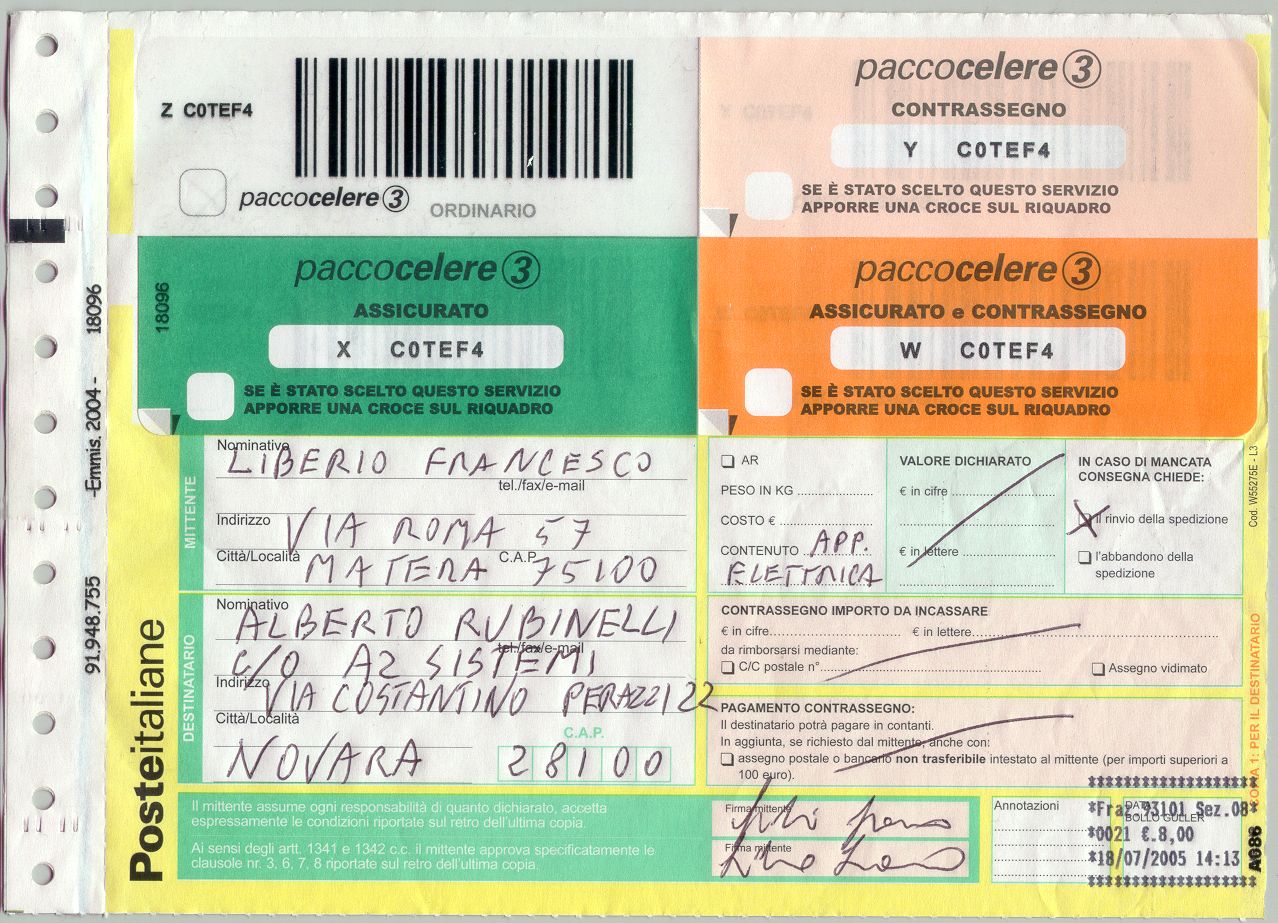 Z C0TEF4
paccocelere 3 ORDINARIO
paccocelere 3
CONTRASSEGNO
Y C0TEF4
SE È STATO SCELTO QUESTO SERVIZIO
APPORRE UNA CROCE SUL RIQUADRO
18096
paccocelere 3
ASSICURATO
X C0TEF4
SE È STATO SCELTO QUESTO SERVIZIO
APPORRE UNA CROCE SUL RIQUADRO
paccocelere 3
ASSICURATO e CONTRASSEGNO
W C0TEF4
SE È STATO SCELTO QUESTO SERVIZIO
APPORRE UNA CROCE SUL RIQUADRO
91.948.755 -Emmis. 2004 - 18096
Posteitaliane
MITTENTE
Nominativo
LIBERIO FRANCESCO
tel./fax/e-mail
Indirizzo
VIA ROMA 57
Città/Località C.A.P.
MATERA 75100
DESTINATARIO
Nominativo
ALBERTO RUBINELLI
tel./fax/e-mail
C/O A2 SISTEMI
Indirizzo
VIA COSTANTINO PERAZZI 22
Città/Località
C.A.P.
NOVARA 28100
AR
PESO IN KG
COSTO €
CONTENUTO APP.
ELETTRICA
VALORE DICHIARATO
€ in cifre
€ in lettere
IN CASO DI MANCATA
CONSEGNA CHIEDE:
il rinvio della spedizione
l'abbandono della
spedizione
Cod. W55275E - L3
CONTRASSEGNO IMPORTO DA INCASSARE
€ in cifre € in lettere
da rimborsarsi mediante:
C/C postale n° Assegno vidimato
PAGAMENTO CONTRASSEGNO:
Il destinatario potrà pagare in contanti.
In aggiunta, se richiesto dal mittente, anche con:
assegno postale o bancario non trasferibile intestato al mittente (per importi superiori a
100 euro).
COPIA 1: PER IL DESTINATARIO
Il mittente assume ogni responsabilità di quanto dichiarato, accetta
espressamente le condizioni riportate sul retro dell'ultima copia.
Ai sensi degli artt. 1341 e 1342 c.c. il mittente approva specificatamente le
clausole nr. 3, 6, 7, 8 riportate sul retro dell'ultima copia.
Firma mittente
Firma mittente
Annotazioni
BOLLO GULLER
*************************
*Fraz 93101 Sez.08*
*0021 €.8,00
*18/07/2005 14:13
*************************
A086